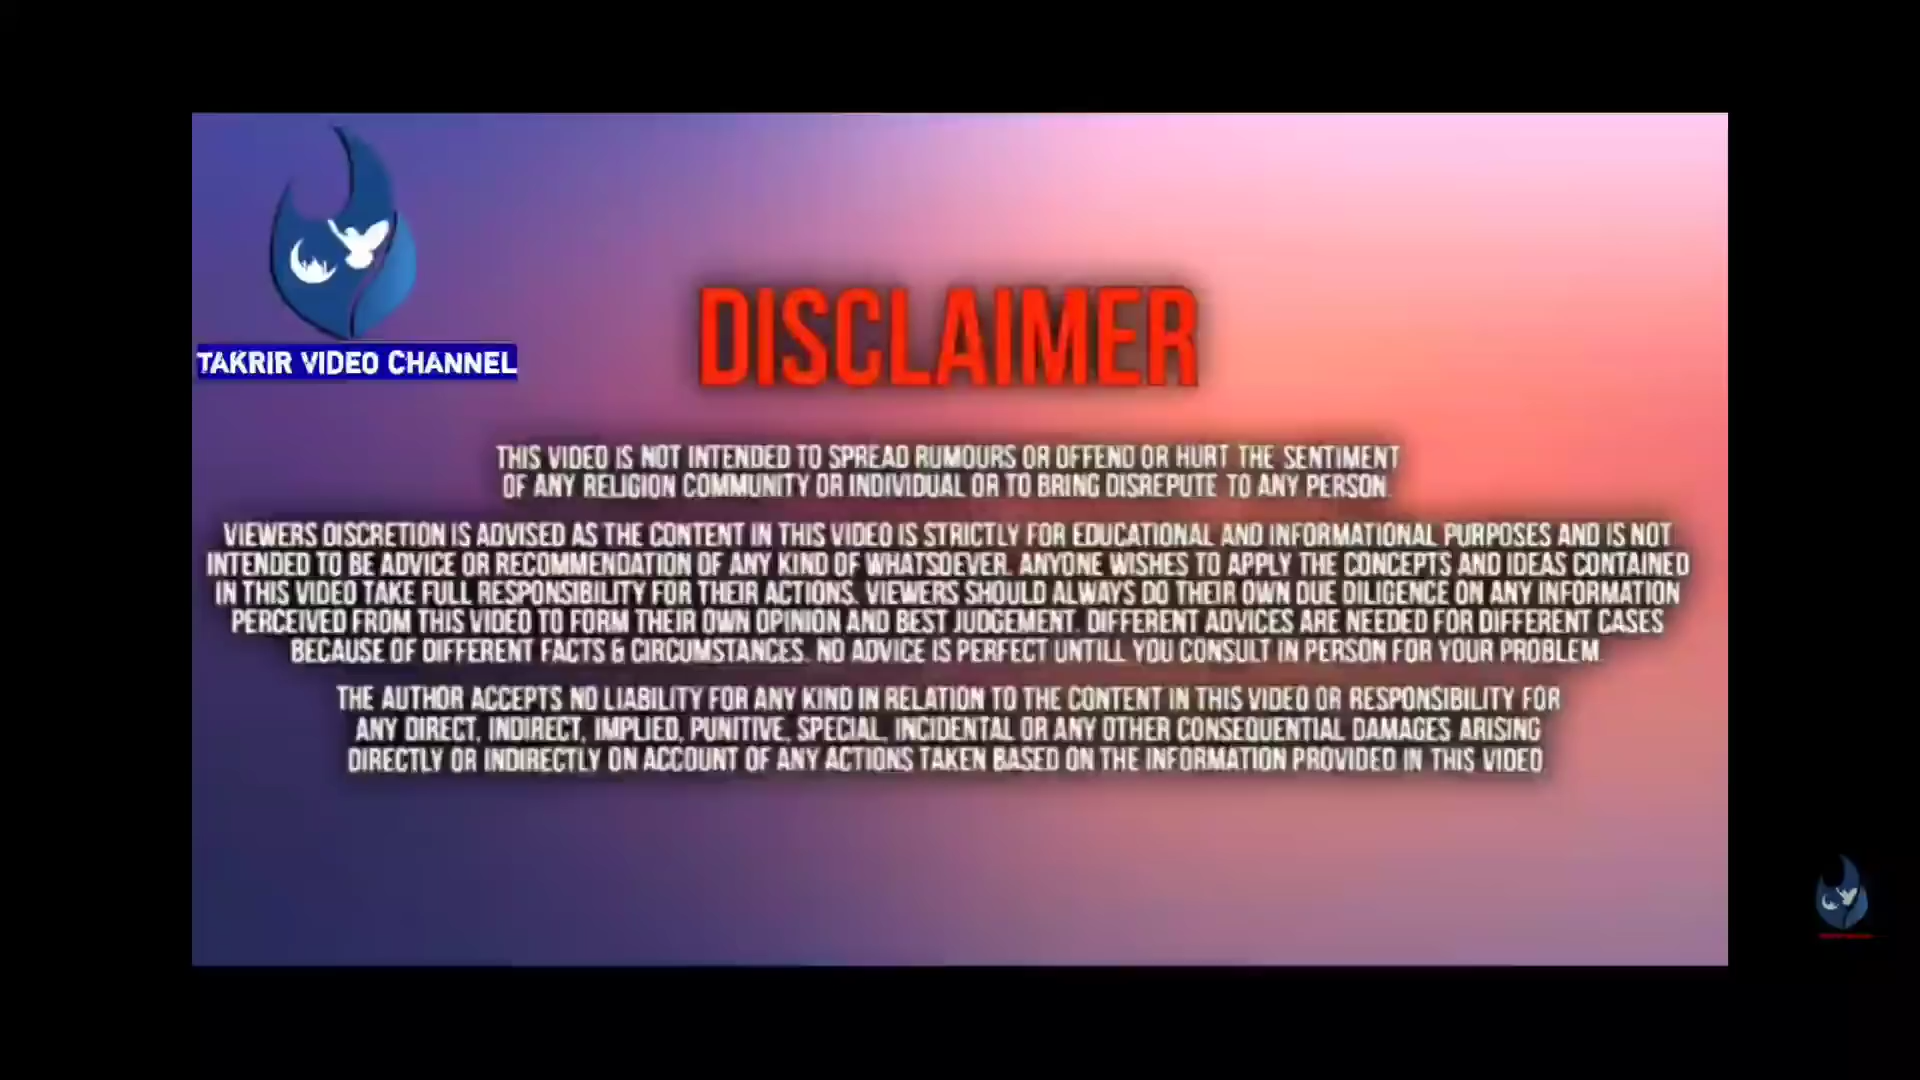 TAKRIR VIDEO CHANNEL
DISCLAIMER
THIS VIDEO IS NOT INTENDED TO SPREAD RUMOURS OR OFFEND OR HURT THE SENTIMENT
OF ANY RELIGION COMMUNITY OR INDIVIDUAL OR TO BRING DISREPUTE TO ANY PERSON.
VIEWERS DISCRETION IS ADVISED AS THE CONTENT IN THIS VIDEO IS STRICTLY FOR EDUCATIONAL AND INFORMATIONAL PURPOSES AND IS NOT
INTENDED TO BE ADVICE OR RECOMMENDATION OF ANY KIND OF WHATSOEVER. ANYONE WISHES TO APPLY THE CONCEPTS AND IDEAS CONTAINED
IN THIS VIDEO TAKE FULL RESPONSIBILITY FOR THEIR ACTIONS. VIEWERS SHOULD ALWAYS DO THEIR OWN DUE DILIGENCE ON ANY INFORMATION
PERCEIVED FROM THIS VIDEO TO FORM THEIR OWN OPINION AND BEST JUDGEMENT. DIFFERENT ADVICES ARE NEEDED FOR DIFFERENT CASES
BECAUSE OF DIFFERENT FACTS & CIRCUMSTANCES. NO ADVICE IS PERFECT UNTILL YOU CONSULT IN PERSON FOR YOUR PROBLEM.
THE AUTHOR ACCEPTS NO LIABILITY FOR ANY KIND IN RELATION TO THE CONTENT IN THIS VIDEO OR RESPONSIBILITY FOR
ANY DIRECT, INDIRECT, IMPLIED, PUNITIVE, SPECIAL, INCIDENTAL OR ANY OTHER CONSEQUENTIAL DAMAGES ARISING
DIRECTLY OR INDIRECTLY ON ACCOUNT OF ANY ACTIONS TAKEN BASED ON THE INFORMATION PROVIDED IN THIS VIDEO